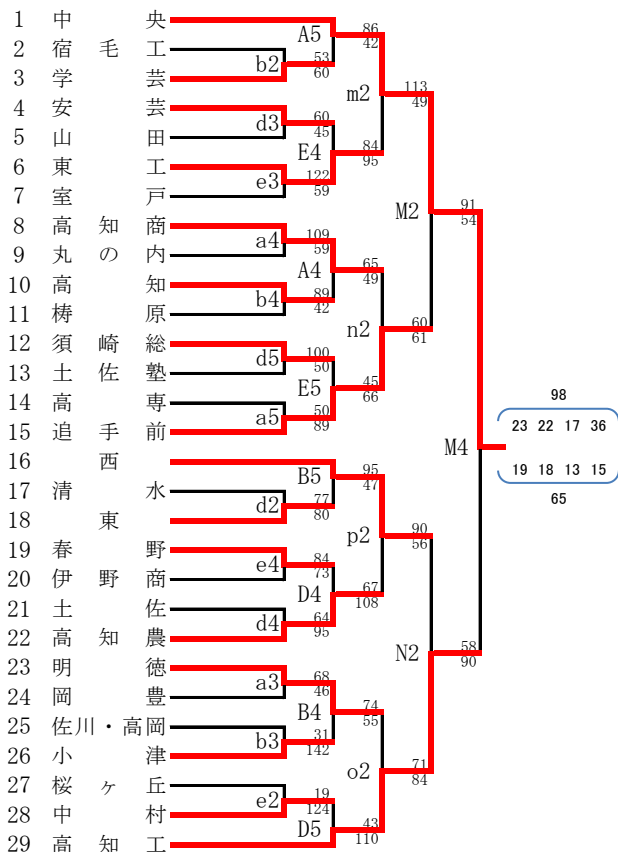 1 中央
2 宿毛工
3 学芸
4 安芸
5 山田
6 東工
7 室戸
8 高知商
9 丸の内
10 高知
11 梼原
12 須崎総
13 土佐塾
14 高専
15 追手前
16 西
17 清水
18 東
19 春野
20 伊野商
21 土佐
22 高知農
23 明徳
24 岡豊
25 佐川・高岡
26 小津
27 桜ヶ丘
28 中村
29 高知工
b2
d3
e3
a4
b4
d5
a5
d2
e4
d4
a3
b3
e2
A5
53
60
60
45
E4
122
59
109
59
A4
89
42
100
50
E5
50
89
B5
77
80
84
73
D4
64
95
68
46
B4
31
142
19
124
D5
86
42
m2
84
95
65
49
n2
45
66
95
47
p2
67
108
74
55
o2
43
110
113
49
M2
60
61
90
56
N2
71
84
91
54
M4
58
90
98
23 22 17 36
19 18 13 15
65